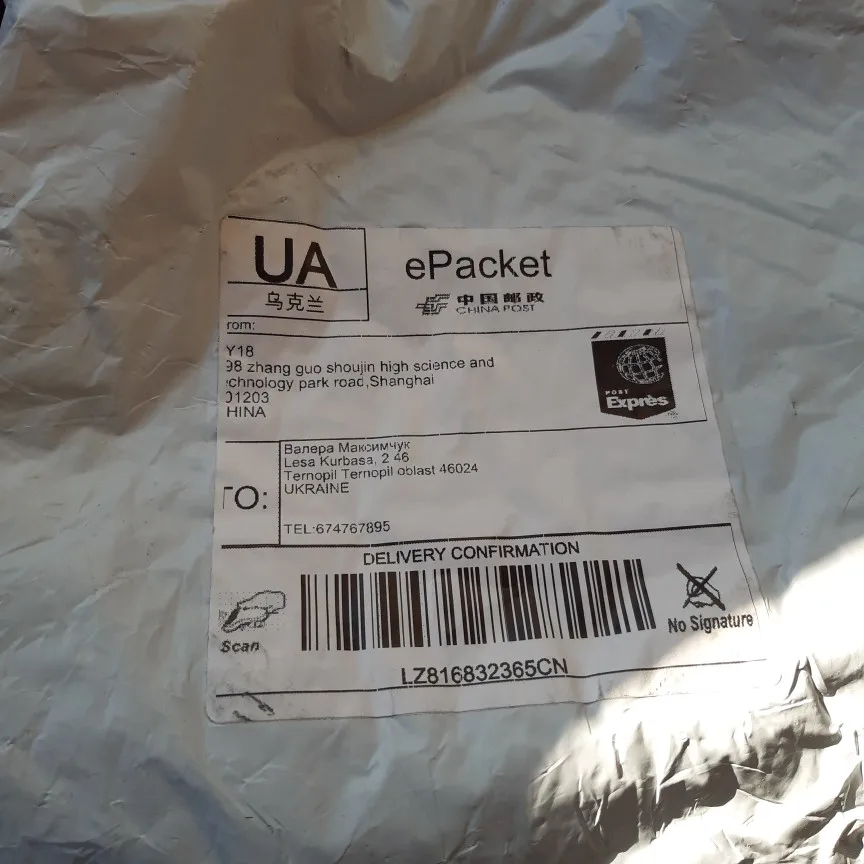 UA
乌克兰
ePacket
中国邮政
CHINA POST
rom:
Y18
98 zhang guo shoujin high science and
chnology park road,Shanghai
01203
HINA
POST
Exprès
TO:
Валера Максимчук
Lesa Kurbasa, 2 46
Ternopil Ternopil oblast 46024
UKRAINE
TEL:674767895
DELIVERY CONFIRMATION
Scan
No Signature
LZ816832365CN